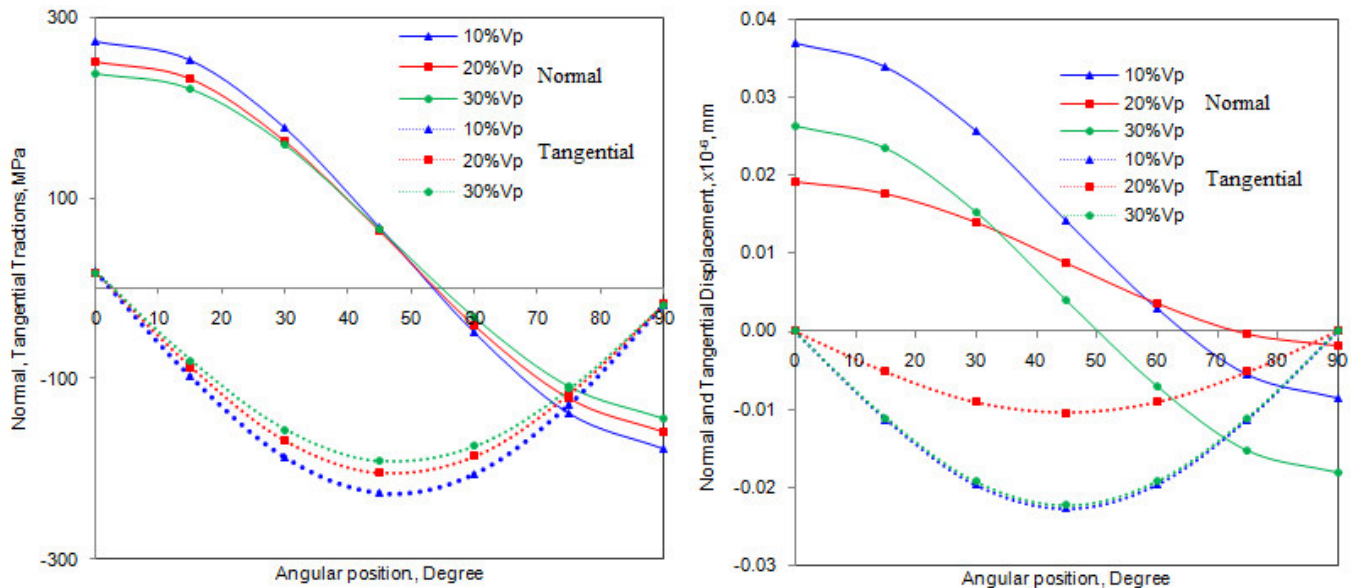 300
100
-100
-300
Normal, Tangential Tractions, MPa
10%Vp
20%Vp
Normal
30%Vp
10%Vp
20%Vp
Tangential
30%Vp
0 10 20 30 40 50 60 70 80 90
Angular position, Degree
0.04
0.03
0.02
0.01
0.00
-0.01
-0.02
-0.03
Normal and Tangential Displacement, x10⁻⁶, mm
10%Vp
20%Vp
Normal
30%Vp
10%Vp
20%Vp
Tangential
30%Vp
0 10 20 30 40 50 60 70 80 90
Angular position, Degree